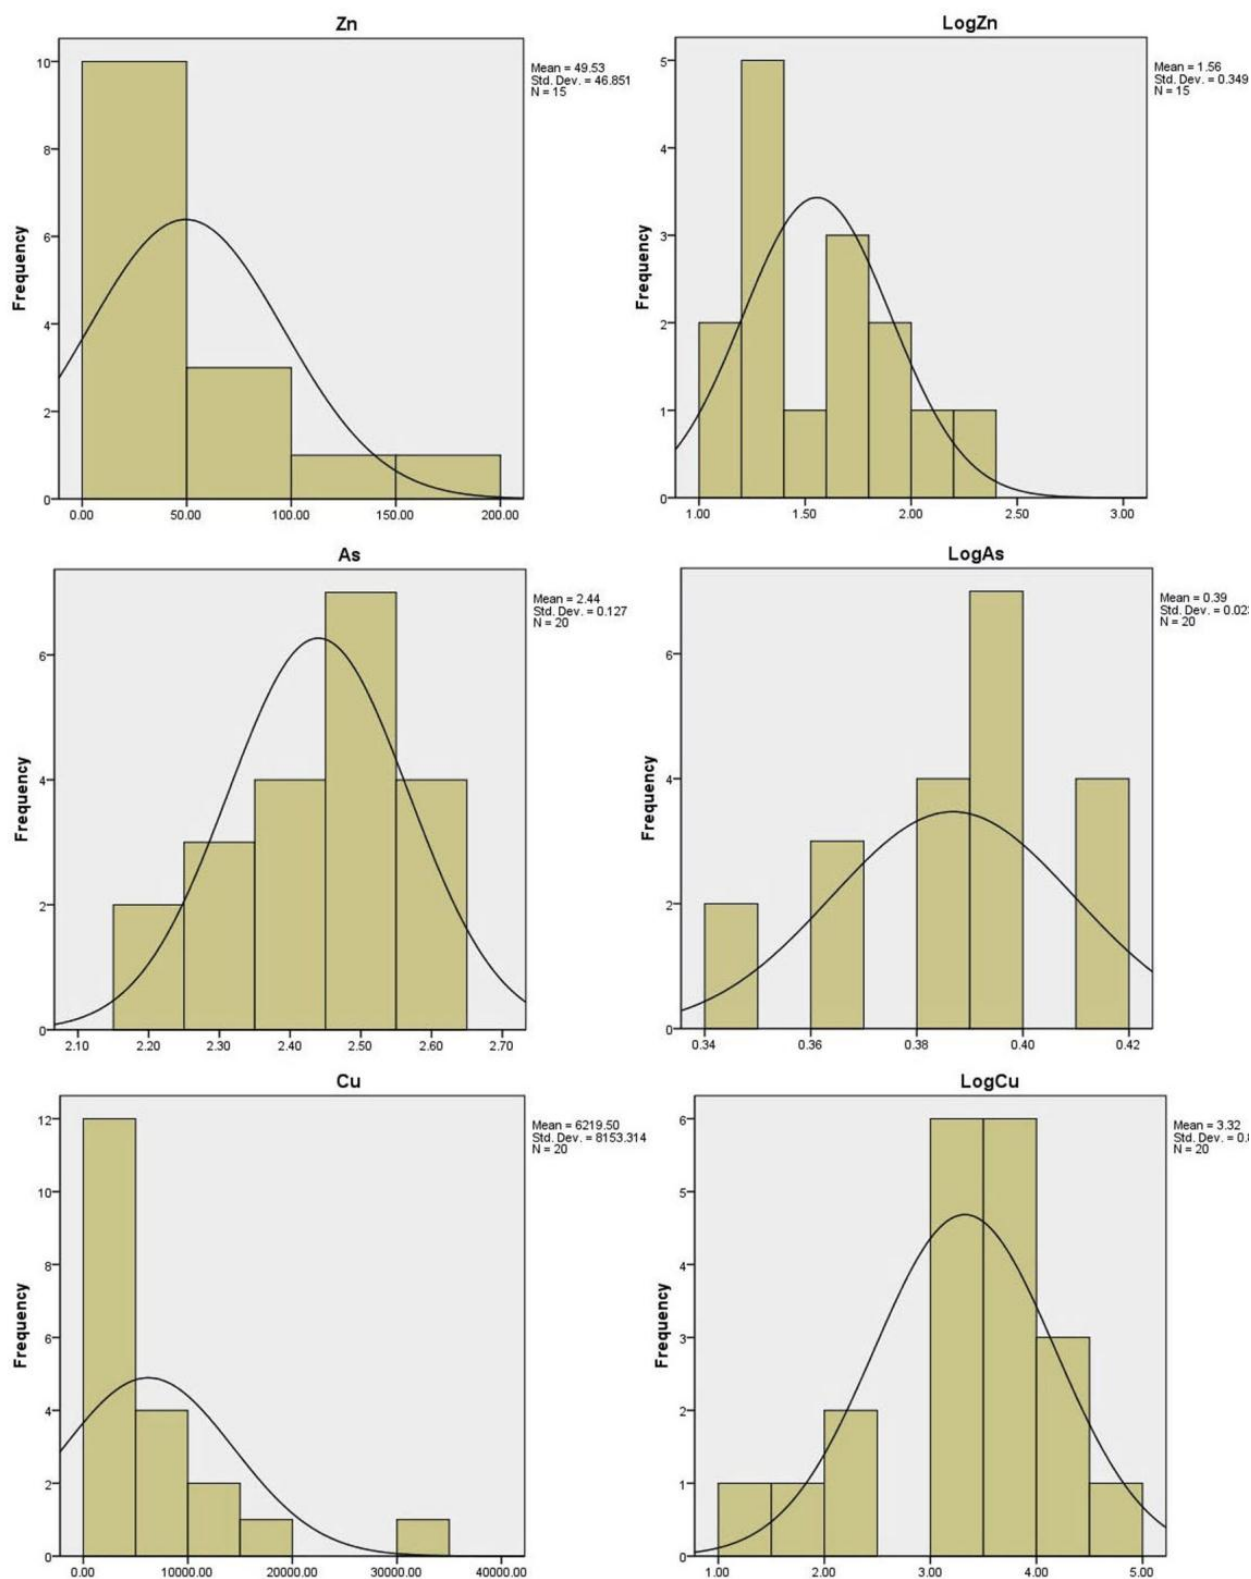 Zn
Mean = 49.53
Std. Dev. = 46.851
N = 15
Frequency
10
8
6
4
2
0
0.00 50.00 100.00 150.00 200.00
LogZn
Mean = 1.56
Std. Dev. = 0.349
N = 15
Frequency
5
4
3
2
1
0
1.00 1.50 2.00 2.50 3.00
As
Mean = 2.44
Std. Dev. = 0.127
N = 20
Frequency
6
4
2
0
2.10 2.20 2.30 2.40 2.50 2.60 2.70
LogAs
Mean = 0.39
Std. Dev. = 0.02
N = 20
Frequency
6
4
2
0
0.34 0.36 0.38 0.40 0.42
Cu
Mean = 6219.50
Std. Dev. = 8153.314
N = 20
Frequency
12
10
8
6
4
2
0
0.00 10000.00 20000.00 30000.00 40000.00
LogCu
Mean = 3.32
Std. Dev. = 0.
N = 20
Frequency
6
5
4
3
2
1
0
1.00 2.00 3.00 4.00 5.00